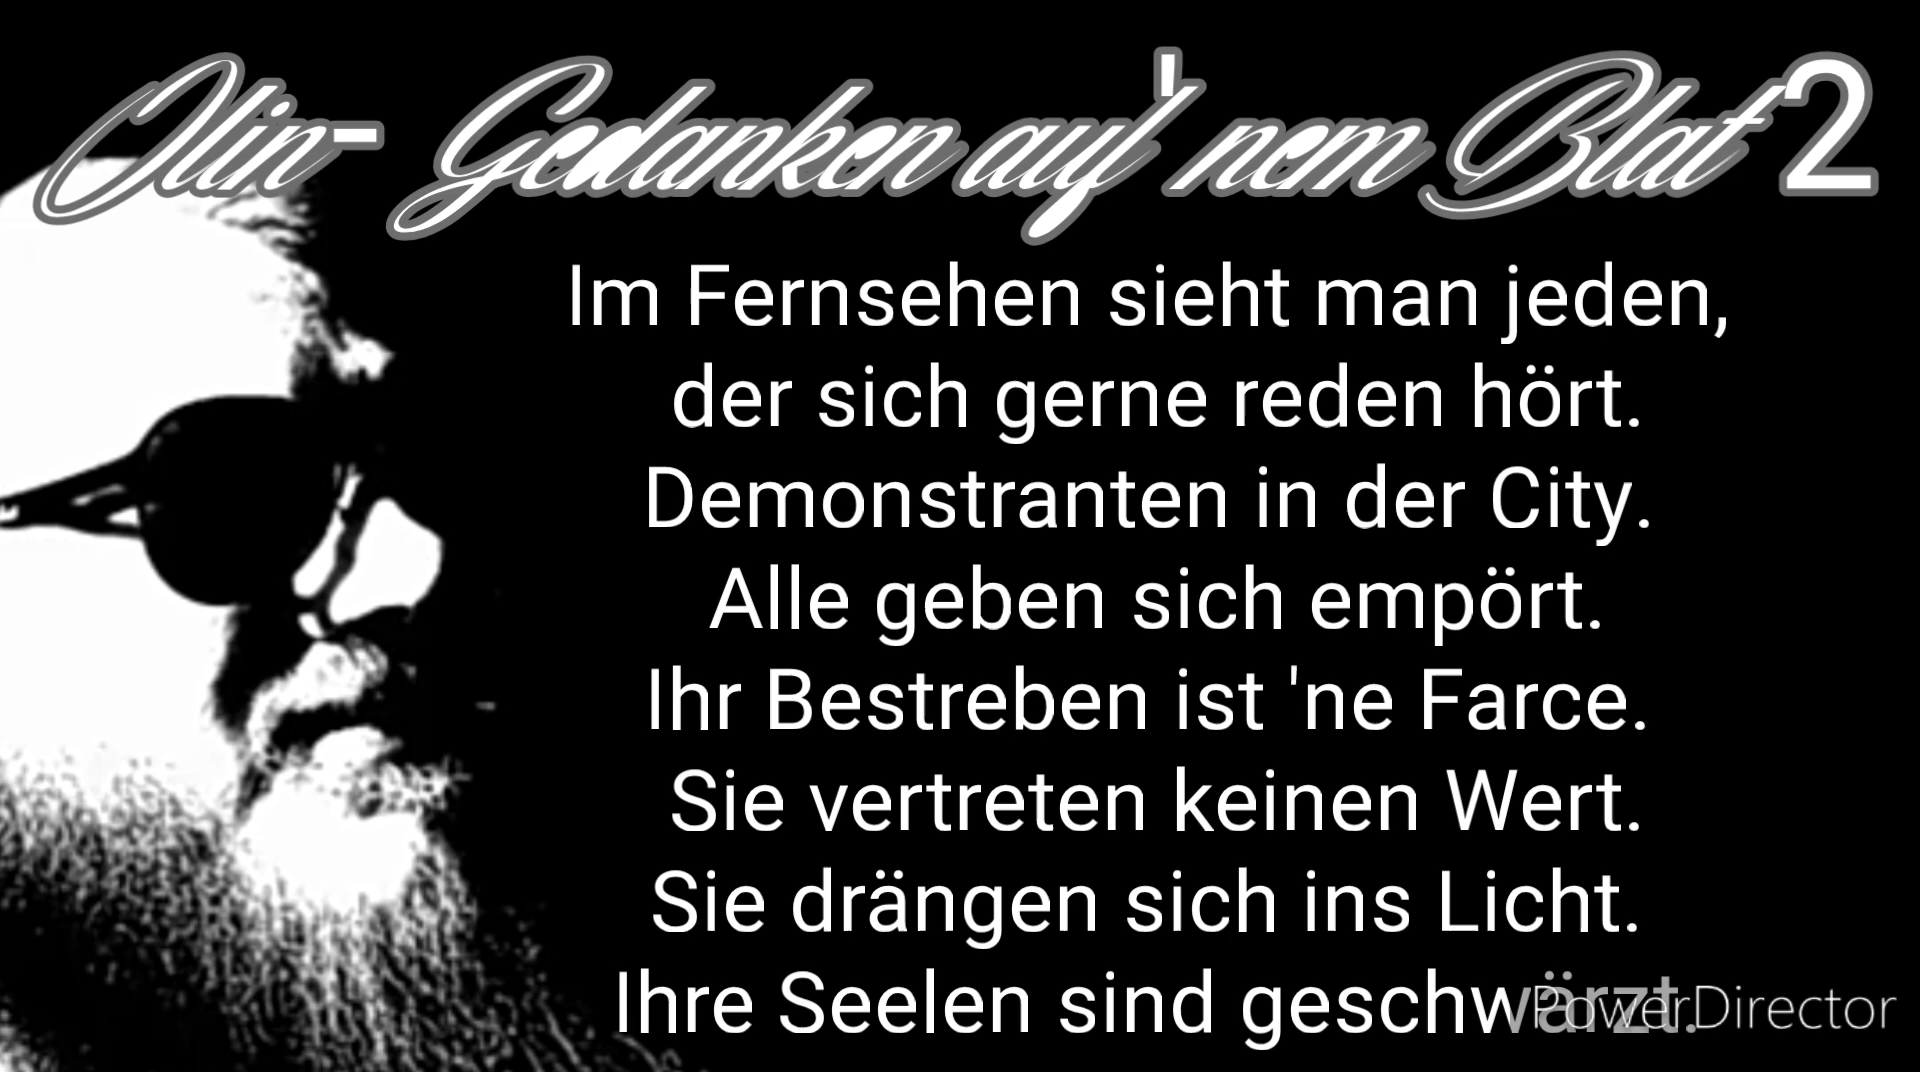 Olin- Gedanken auf' nem Blat 2
Im Fernsehen sieht man jeden,
der sich gerne reden hört.
Demonstranten in der City.
Alle geben sich empört.
Ihr Bestreben ist 'ne Farce.
Sie vertreten keinen Wert.
Sie drängen sich ins Licht.
Ihre Seelen sind geschwärzt.
PowerDirector